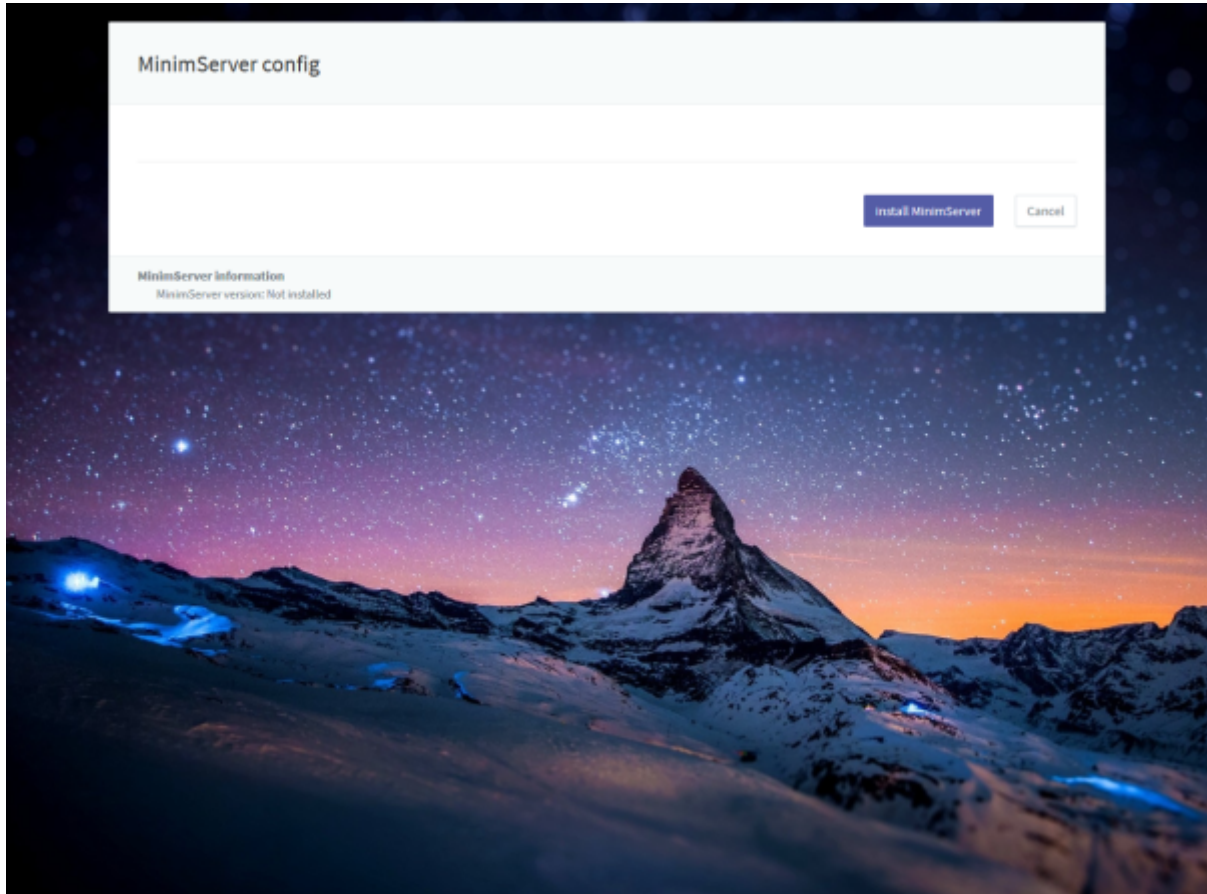 MinimServer config
Install MinimServer
Cancel
MinimServer information
MinimServer version: Not installed